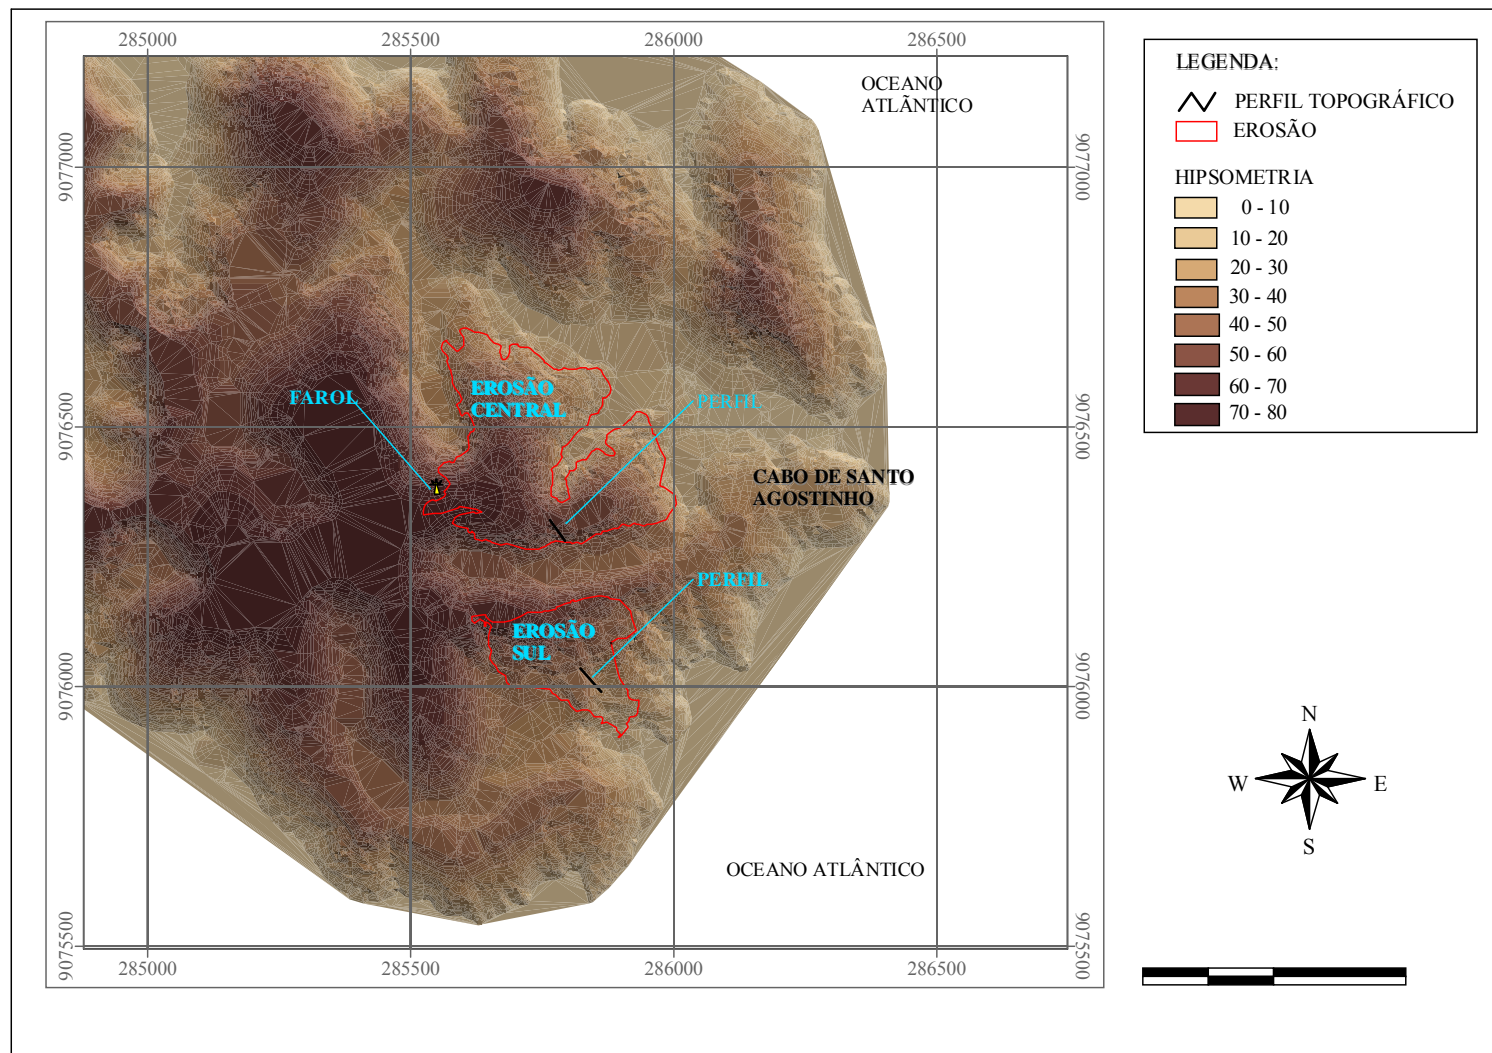 285000
285500
286000
286500
OCEANO
ATLÃNTICO
9077000
9077000
EROSÃO
CENTRAL
FAROL
PERFIL
9076500
9076500
CABO DE SANTO
AGOSTINHO
PERFIL
EROSÃO
SUL
9076000
9076000
OCEANO ATLÂNTICO
9075500
9075500
285000
285500
286000
286500
LEGENDA:
PERFIL TOPOGRÁFICO
EROSÃO
HIPSOMETRIA
0 - 10
10 - 20
20 - 30
30 - 40
40 - 50
50 - 60
60 - 70
70 - 80
N
W
E
S